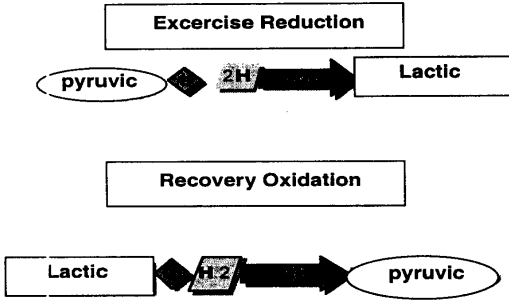 Excercise Reduction
pyruvic 2H Lactic
Recovery Oxidation
Lactic H 2 pyruvic